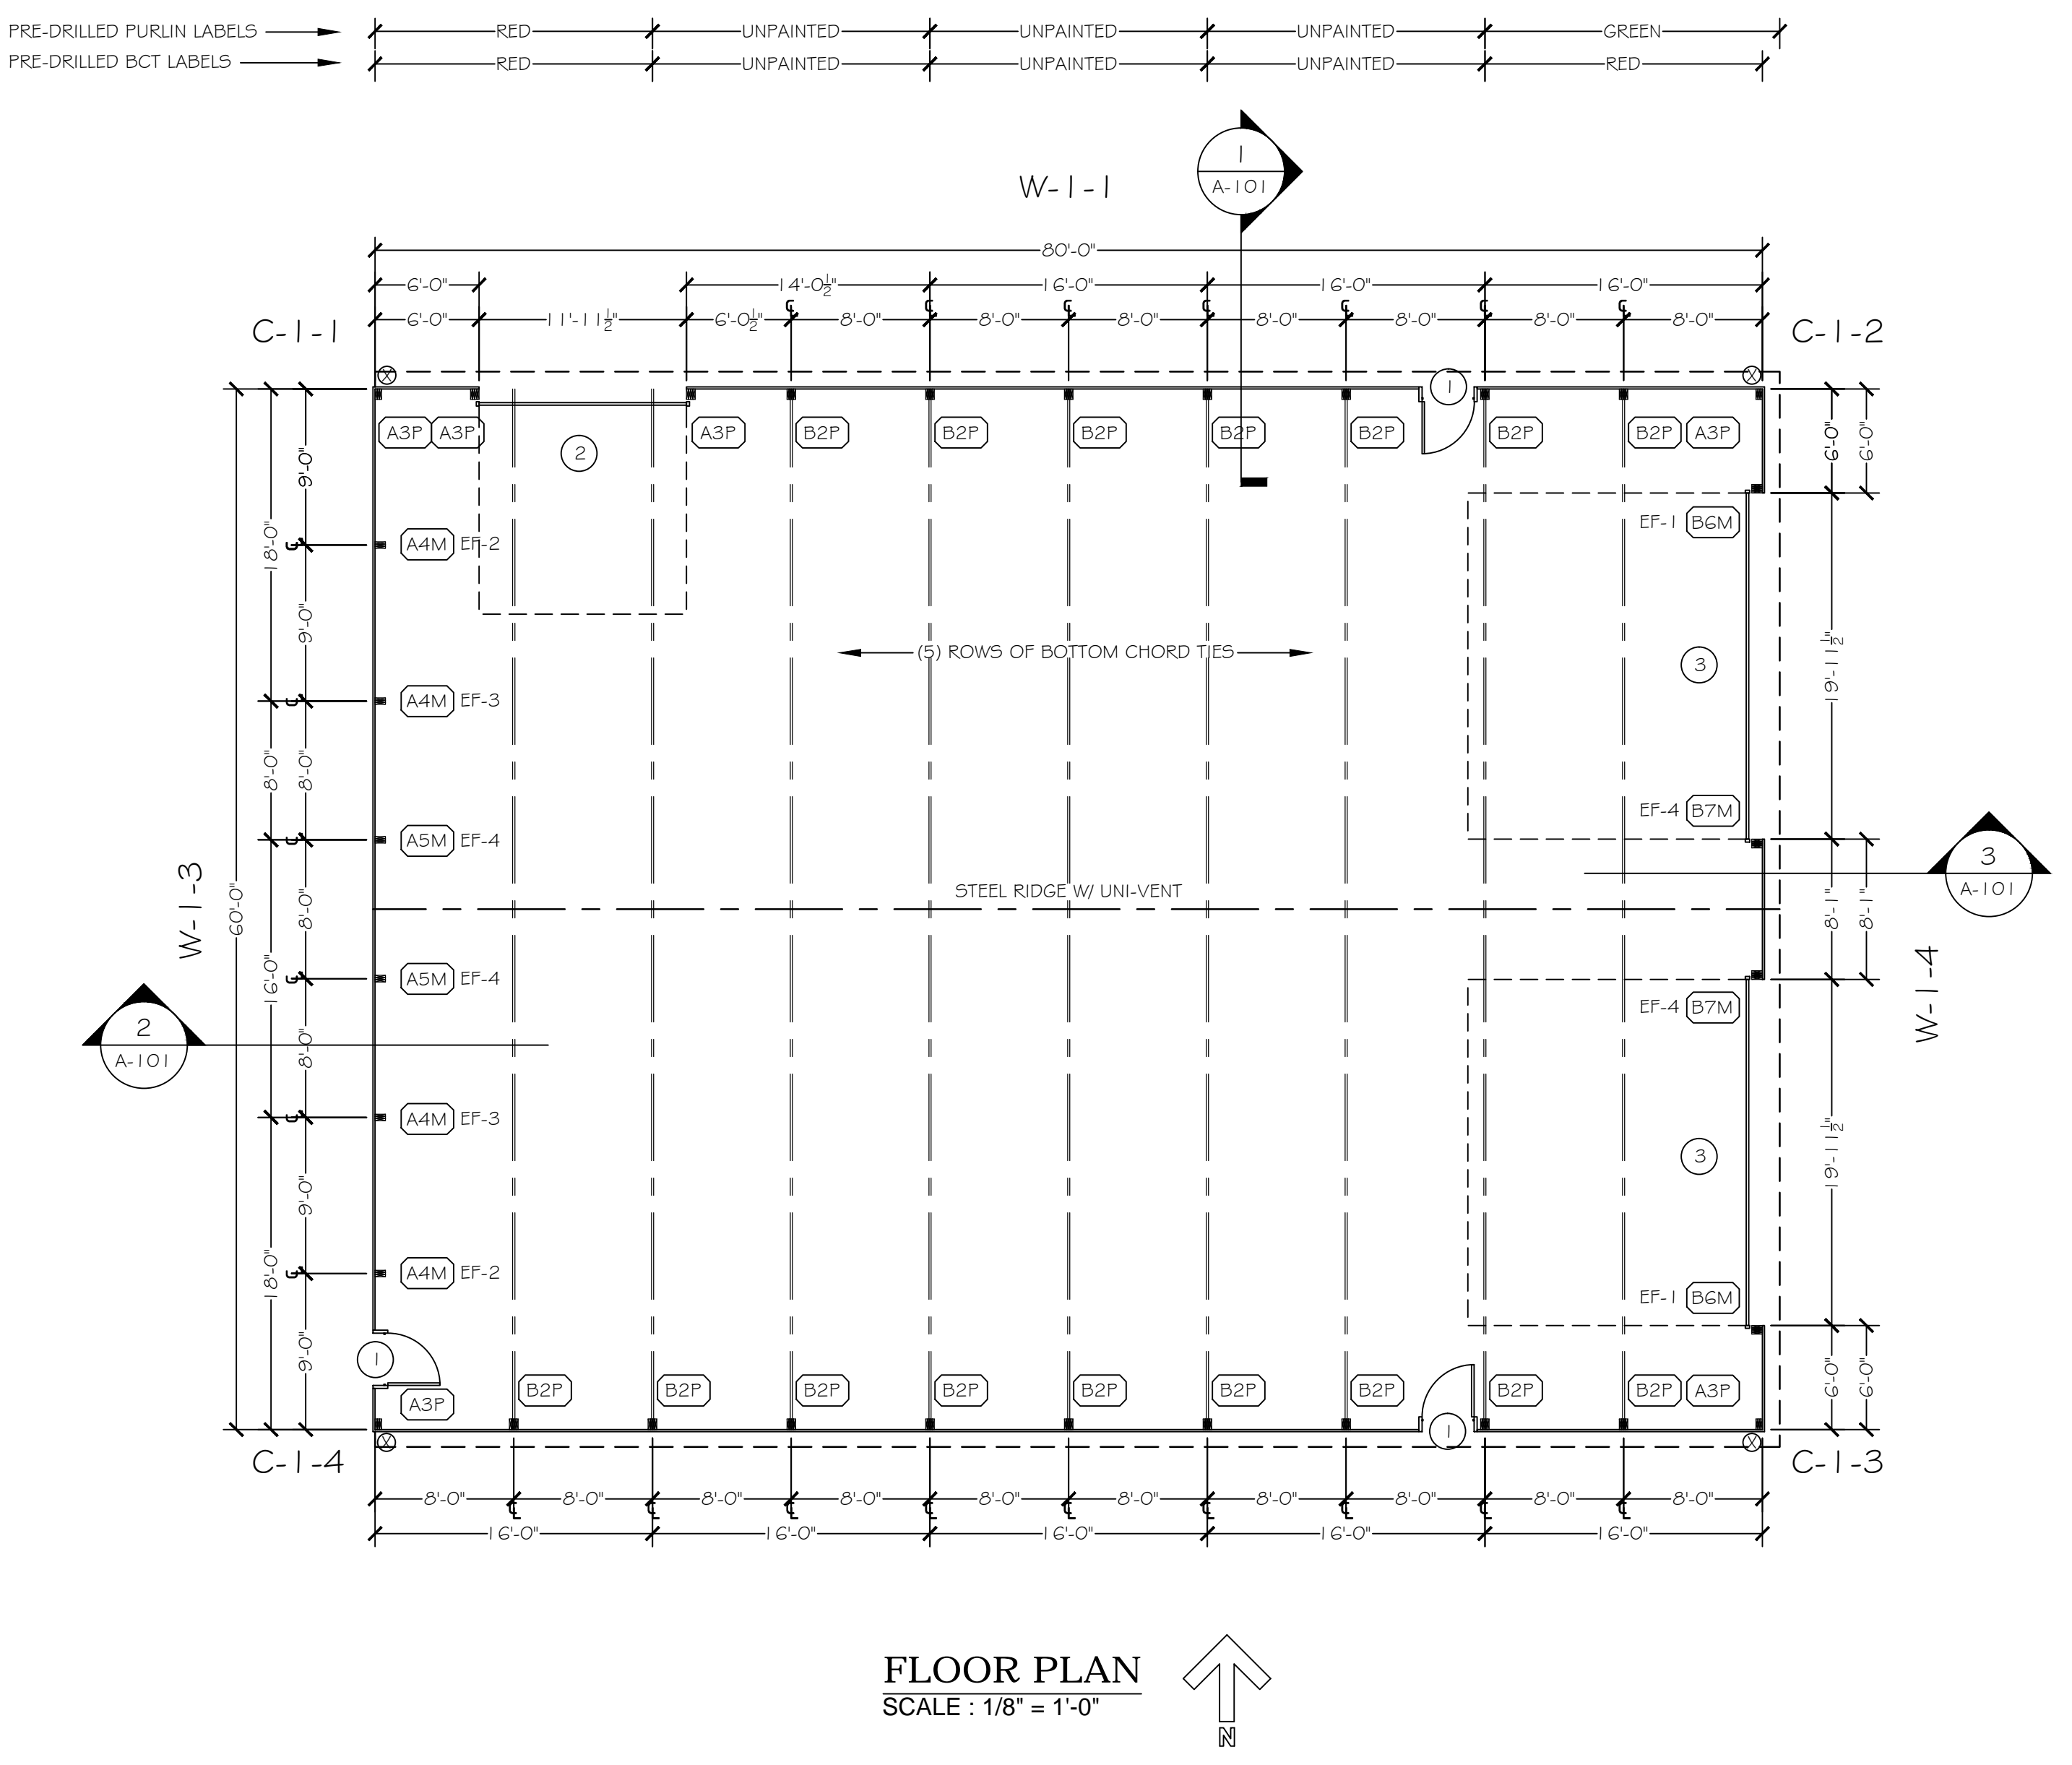 PRE-DRILLED PURLIN LABELS RED UNPAINTED UNPAINTED UNPAINTED GREEN
PRE-DRILLED BCT LABELS RED UNPAINTED UNPAINTED UNPAINTED RED
1
A-101
W-1-1
80'-0"
6'-0" 14'-0½" 16'-0" 16'-0" 16'-0"
6'-0" 11'-11½" 6'-0½" 8'-0" 8'-0" 8'-0" 8'-0" 8'-0" 8'-0" 8'-0"
C-1-1 C-1-2
1
A3P A3P A3P B2P B2P B2P B2P B2P B2P B2P A3P
2
9'-0" 6'-0" 6'-0"
EF-1 B6M
18'-0" A4M EF-2
9'-0"
(5) ROWS OF BOTTOM CHORD TIES
3 19'-11½"
A4M EF-3
8'-0" 8'-0"
EF-4 B7M
A5M EF-4
3
A-101
STEEL RIDGE W/ UNI-VENT
W-1-3 60'-0" 8'-0" 8'-1" 8'-1"
A5M EF-4
16'-0"
EF-4 B7M
W-1-4
2
A-101
8'-0"
A4M EF-3
19'-11½"
3
9'-0"
A4M EF-2
18'-0"
EF-1 B6M
1
9'-0" 6'-0" 6'-0"
A3P B2P B2P B2P B2P B2P B2P B2P B2P B2P A3P
1
C-1-4 C-1-3
8'-0" 8'-0" 8'-0" 8'-0" 8'-0" 8'-0" 8'-0" 8'-0" 8'-0" 8'-0"
16'-0" 16'-0" 16'-0" 16'-0" 16'-0"
FLOOR PLAN
SCALE : 1/8" = 1'-0"
N